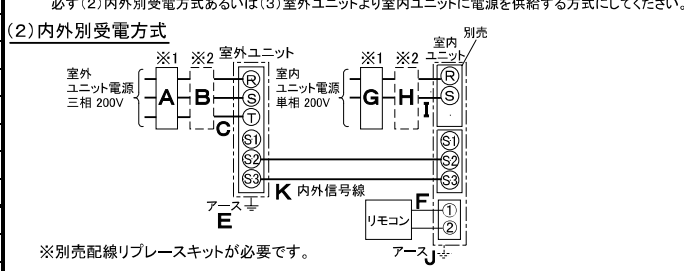 必ず(2)内外別受電方式あるいは(3)室外ユニットより室内ユニットに電源を供給する方式にしてください。
(2)内外別受電方式
別売
※1 ※2 室外ユニット
※1 ※2 室内
ユニット
室外
ユニット電源
三相 200V
A B
R
S
T
C
S1
S2
S3
室内
ユニット電源
単相 200V
G H
I
R
S
S1
S2
S3
K 内外信号線
アース
E
リモコン
F
①
②
アース
J
※別売配線リプレースキットが必要です。